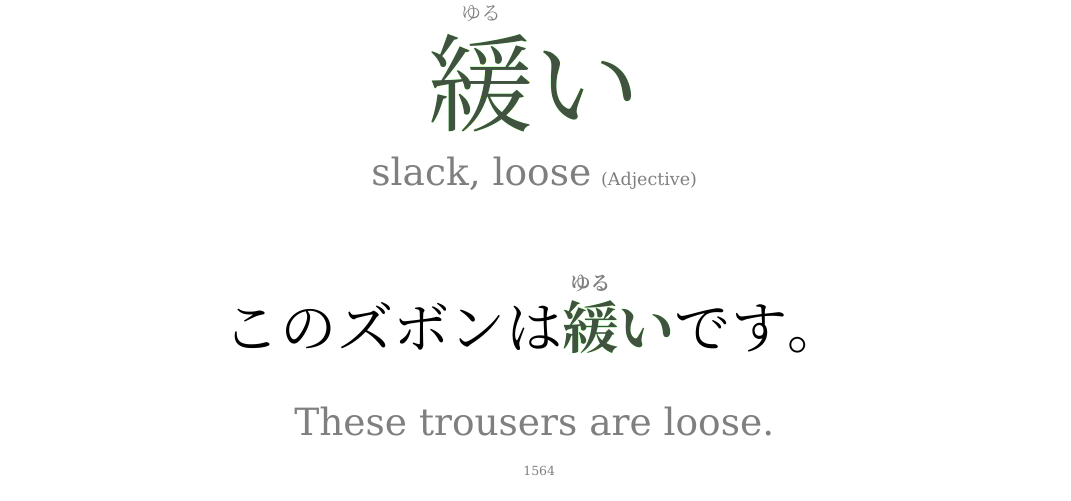 ゆる
緩い
slack, loose (Adjective)
ゆる
このズボンは緩いです。
These trousers are loose.
1564